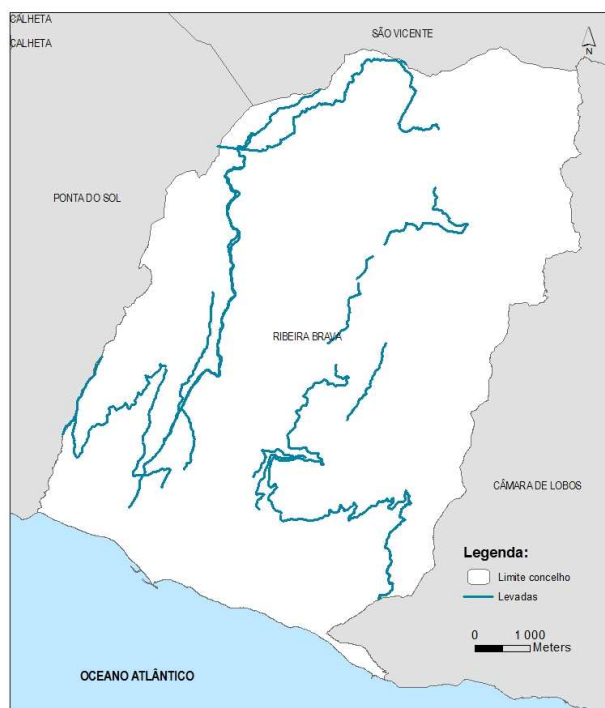 CALHETA
SÃO VICENTE
CALHETA
N
PONTA DO SOL
RIBEIRA BRAVA
CÂMARA DE LOBOS
Legenda:
Limite concelho
Levadas
0 1 000
Meters
OCEANO ATLÂNTICO